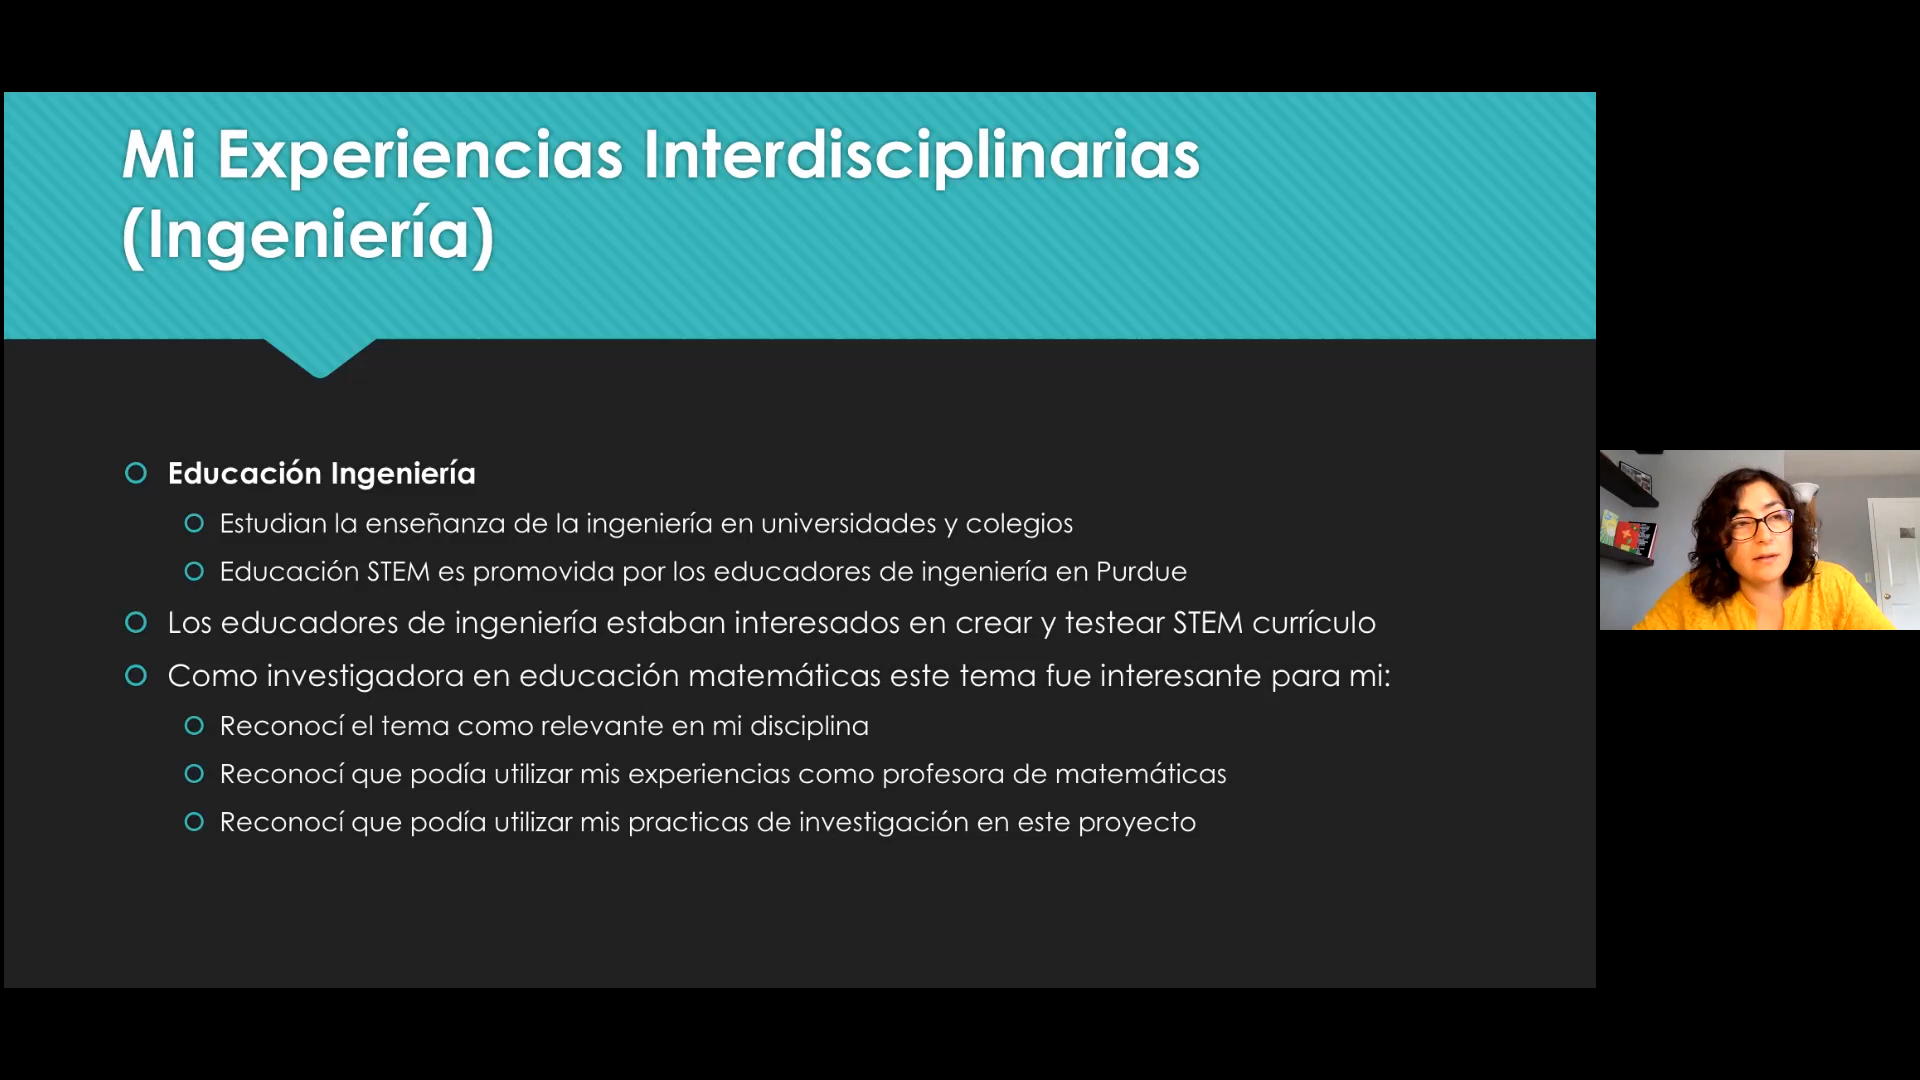 Mi Experiencias Interdisciplinarias
(Ingeniería)
Educación Ingeniería
Estudian la enseñanza de la ingeniería en universidades y colegios
Educación STEM es promovida por los educadores de ingeniería en Purdue
Los educadores de ingeniería estaban interesados en crear y testear STEM currículo
Como investigadora en educación matemáticas este tema fue interesante para mi:
Reconocí el tema como relevante en mi disciplina
Reconocí que podía utilizar mis experiencias como profesora de matemáticas
Reconocí que podía utilizar mis practicas de investigación en este proyecto